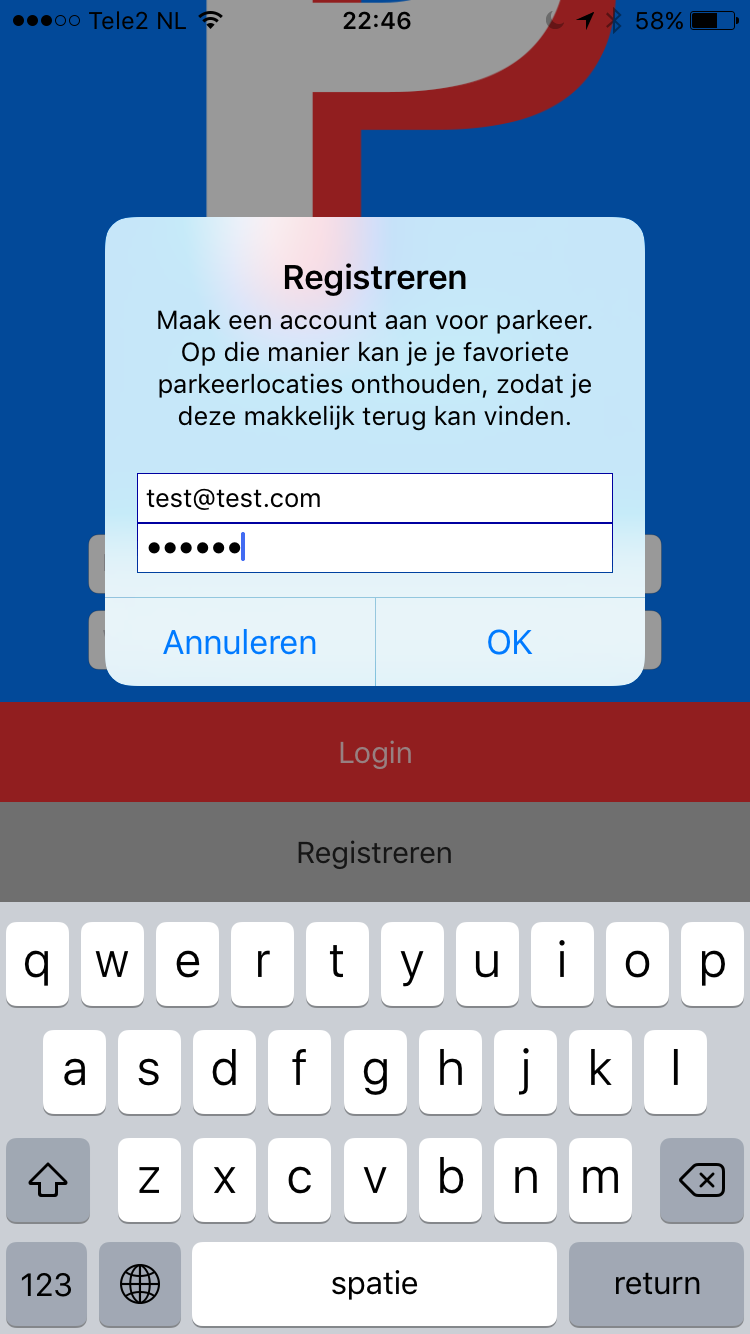 Tele2 NL 22:46 58%
P
Registreren
Maak een account aan voor parkeer.
Op die manier kan je je favoriete
parkeerlocaties onthouden, zodat je
deze makkelijk terug kan vinden.
test@test.com
••••••
Annuleren OK
Login
Registreren
q w e r t y u i o p
a s d f g h j k l
z x c v b n m
123 spatie return